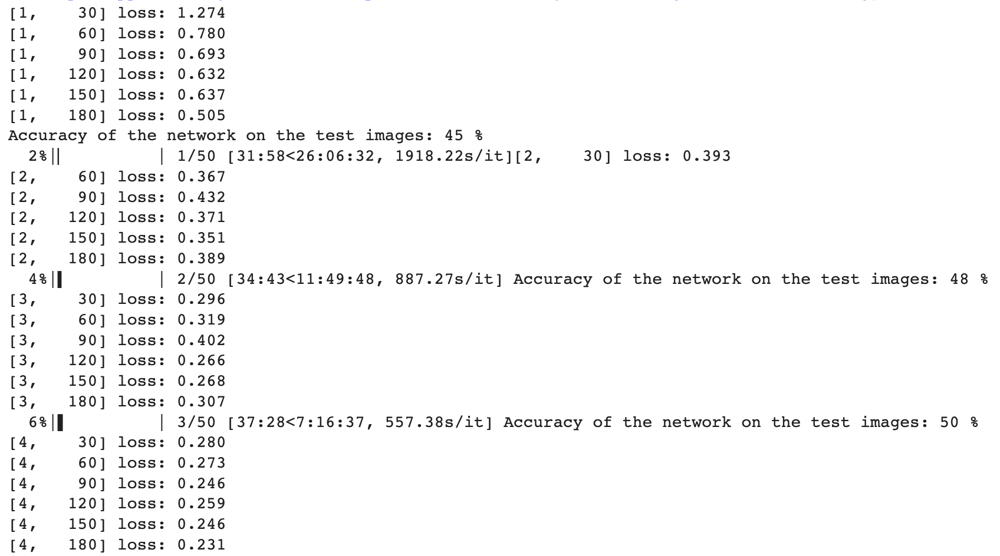 [1,    30] loss: 1.274
[1,    60] loss: 0.780
[1,    90] loss: 0.693
[1,   120] loss: 0.632
[1,   150] loss: 0.637
[1,   180] loss: 0.505
Accuracy of the network on the test images: 45 %
  2%||          | 1/50 [31:58<26:06:32, 1918.22s/it][2,    30] loss: 0.393
[2,    60] loss: 0.367
[2,    90] loss: 0.432
[2,   120] loss: 0.371
[2,   150] loss: 0.351
[2,   180] loss: 0.389
  4%|▌          | 2/50 [34:43<11:49:48, 887.27s/it] Accuracy of the network on the test images: 48 %
[3,    30] loss: 0.296
[3,    60] loss: 0.319
[3,    90] loss: 0.402
[3,   120] loss: 0.266
[3,   150] loss: 0.268
[3,   180] loss: 0.307
  6%|▌          | 3/50 [37:28<7:16:37, 557.38s/it] Accuracy of the network on the test images: 50 %
[4,    30] loss: 0.280
[4,    60] loss: 0.273
[4,    90] loss: 0.246
[4,   120] loss: 0.259
[4,   150] loss: 0.246
[4,   180] loss: 0.231